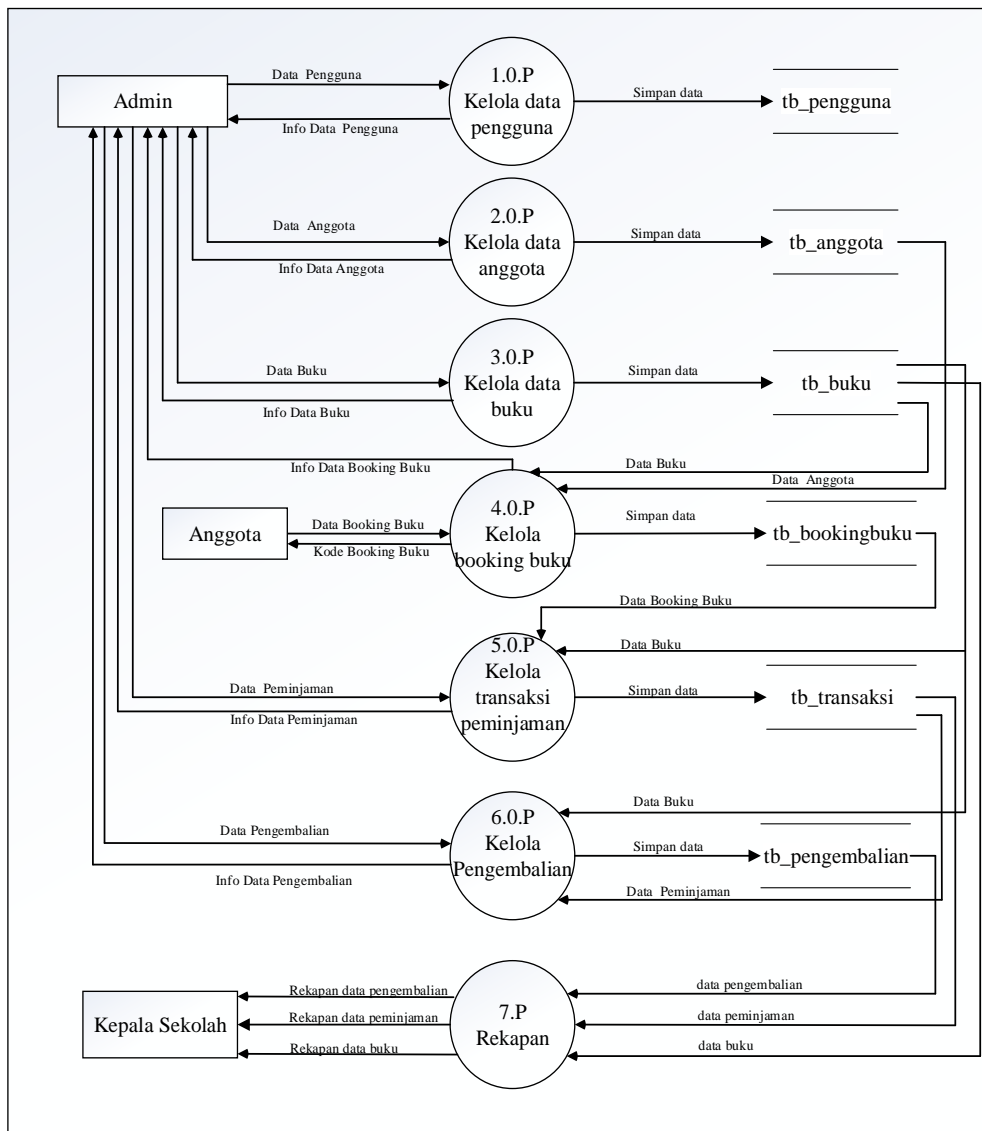 Admin
Data Pengguna
Info Data Pengguna
1.0.P
Kelola data
pengguna
Simpan data
tb_pengguna
Data Anggota
Info Data Anggota
2.0.P
Kelola data
anggota
Simpan data
tb_anggota
Data Buku
Info Data Buku
3.0.P
Kelola data
buku
Simpan data
tb_buku
Info Data Booking Buku
Data Buku
Data Anggota
Anggota
Data Booking Buku
Kode Booking Buku
4.0.P
Kelola
booking buku
Simpan data
tb_bookingbuku
Data Booking Buku
Data Buku
Data Peminjaman
Info Data Peminjaman
5.0.P
Kelola
transaksi
peminjaman
Simpan data
tb_transaksi
Data Buku
Data Pengembalian
Info Data Pengembalian
6.0.P
Kelola
Pengembalian
Simpan data
tb_pengembalian
Data Peminjaman
Kepala Sekolah
Rekapan data pengembalian
Rekapan data peminjaman
Rekapan data buku
7.P
Rekapan
data pengembalian
data peminjaman
data buku